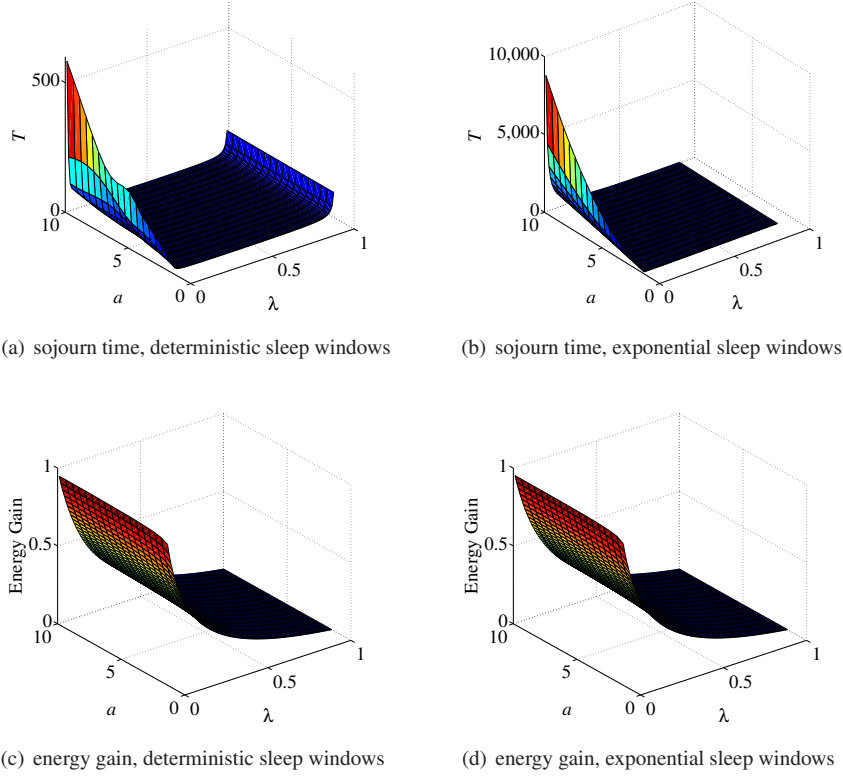 500
T
0
10
5
a
0
0
0.5
λ
1
(a) sojourn time, deterministic sleep windows
10,000
5,000
T
0
10
5
a
0
0
0.5
λ
1
(b) sojourn time, exponential sleep windows
1
0.5
Energy Gain
0
10
5
a
0
0
0.5
λ
1
(c) energy gain, deterministic sleep windows
1
0.5
Energy Gain
0
10
5
a
0
0
0.5
λ
1
(d) energy gain, exponential sleep windows